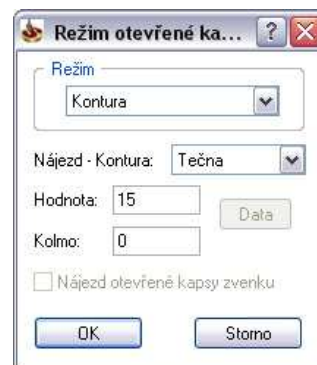 Režim otevřené ka...
Režim
Kontura
Nájezd - Kontura: Tečna
Hodnota: 15
Data
Kolmo: 0
Nájezd otevřené kapsy zvenku
OK Storno